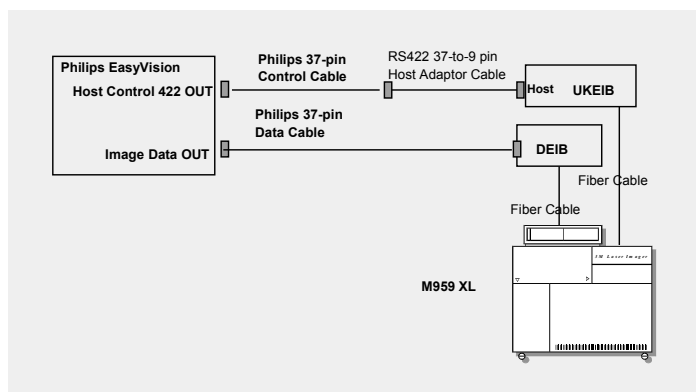 Philips EasyVision
Host Control 422 OUT
Image Data OUT
Philips 37-pin
Control Cable
RS422 37-to-9 pin
Host Adaptor Cable
Philips 37-pin
Data Cable
Host
UKEIB
DEIB
Fiber Cable
Fiber Cable
M959 XL
3M Laser Imager